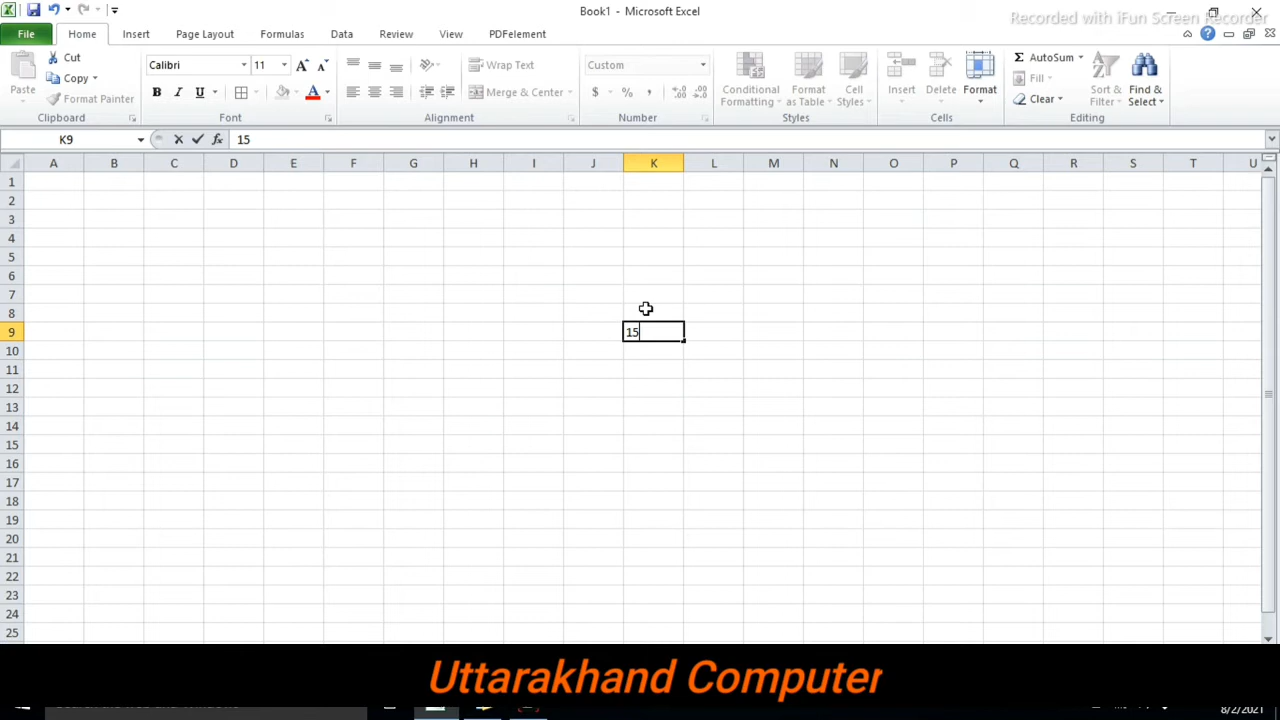 Book1 - Microsoft Excel
Recorded with iFun Screen Recorder
File Home Insert Page Layout Formulas Data Review View PDFelement
Paste
Cut
Copy
Format Painter
Clipboard
Calibri 11
B I U
Font
Wrap Text
Merge & Center
Alignment
Custom
$ % ,
Number
Conditional Formatting
Format as Table
Cell Styles
Styles
Insert Delete Format
Cells
AutoSum
Fill
Clear
Sort & Filter
Find & Select
Editing
K9 fx 15
A B C D E F G H I J K L M N O P Q R S T U
1
2
3
4
5
6
7
8
9 15
10
11
12
13
14
15
16
17
18
19
20
21
22
23
24
25
Uttarakhand Computer
8/2/2021